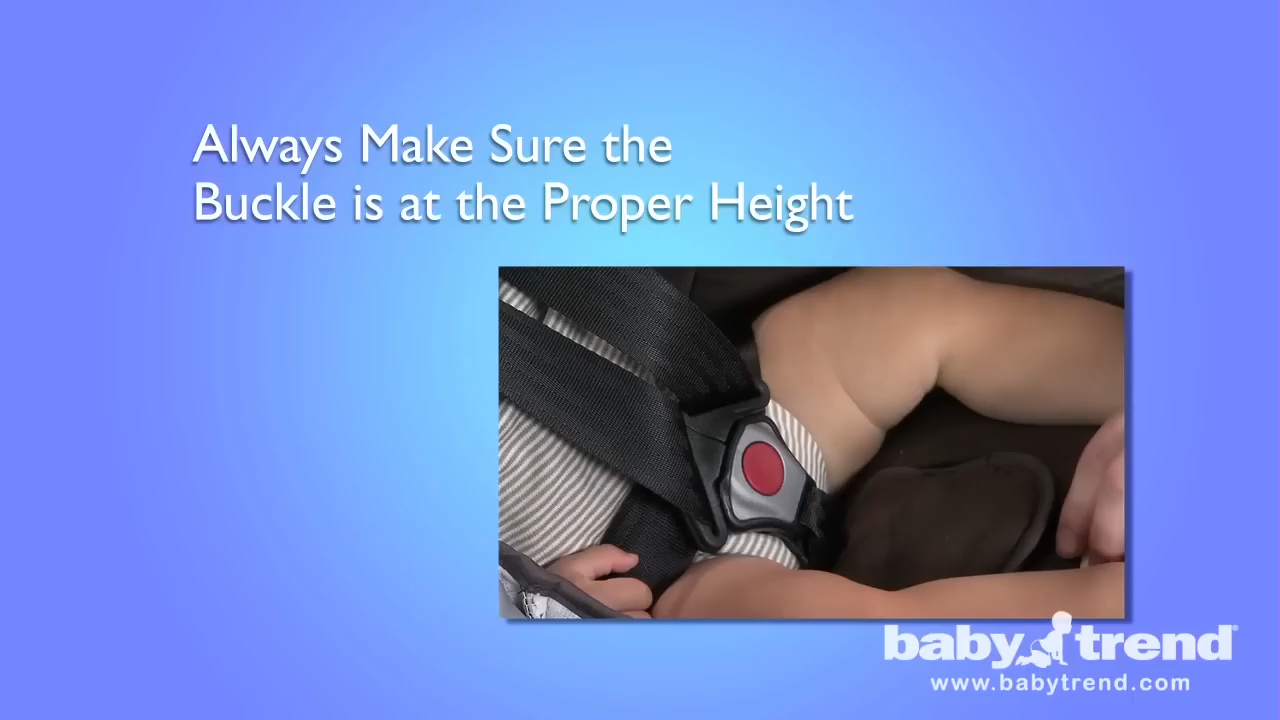 Always Make Sure the
Buckle is at the Proper Height
baby trend®
www.babytrend.com